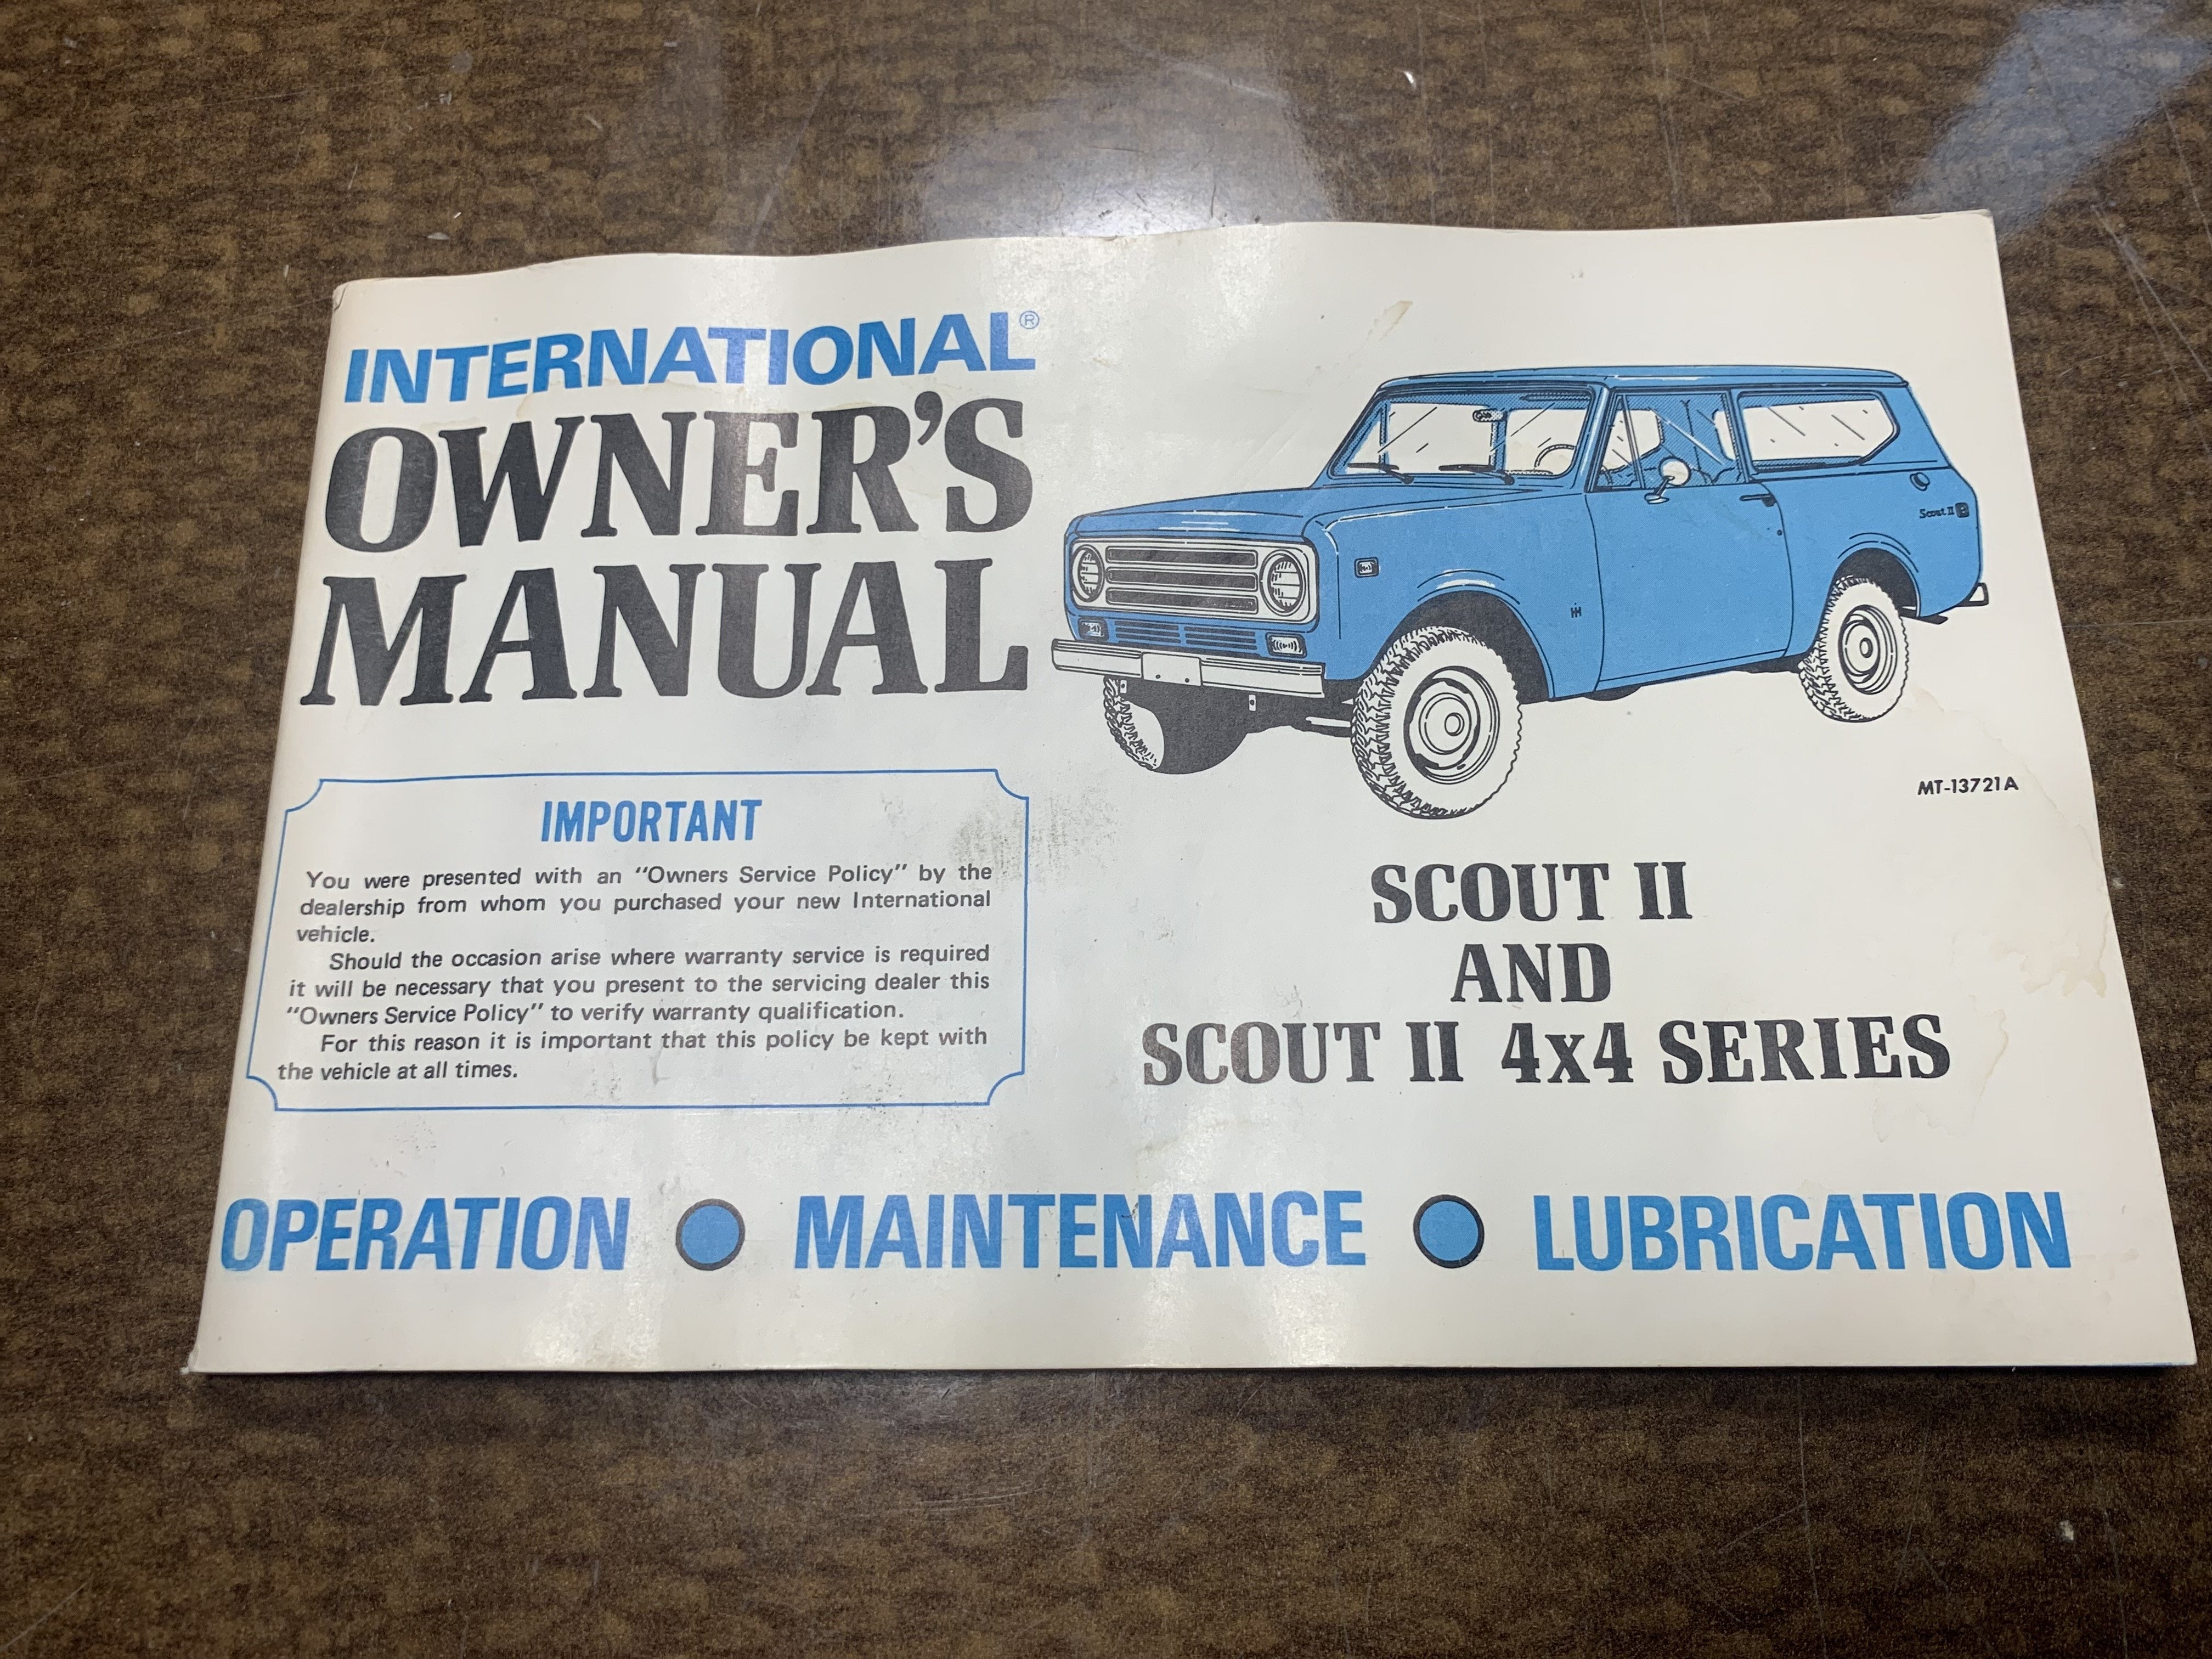 INTERNATIONAL®
OWNER'S
MANUAL
IMPORTANT
You were presented with an "Owners Service Policy" by the
dealership from whom you purchased your new International
vehicle.
Should the occasion arise where warranty service is required
it will be necessary that you present to the servicing dealer this
"Owners Service Policy" to verify warranty qualification.
For this reason it is important that this policy be kept with
the vehicle at all times.
Scout II
IH
MT-13721A
SCOUT II
AND
SCOUT II 4x4 SERIES
OPERATION ● MAINTENANCE ● LUBRICATION